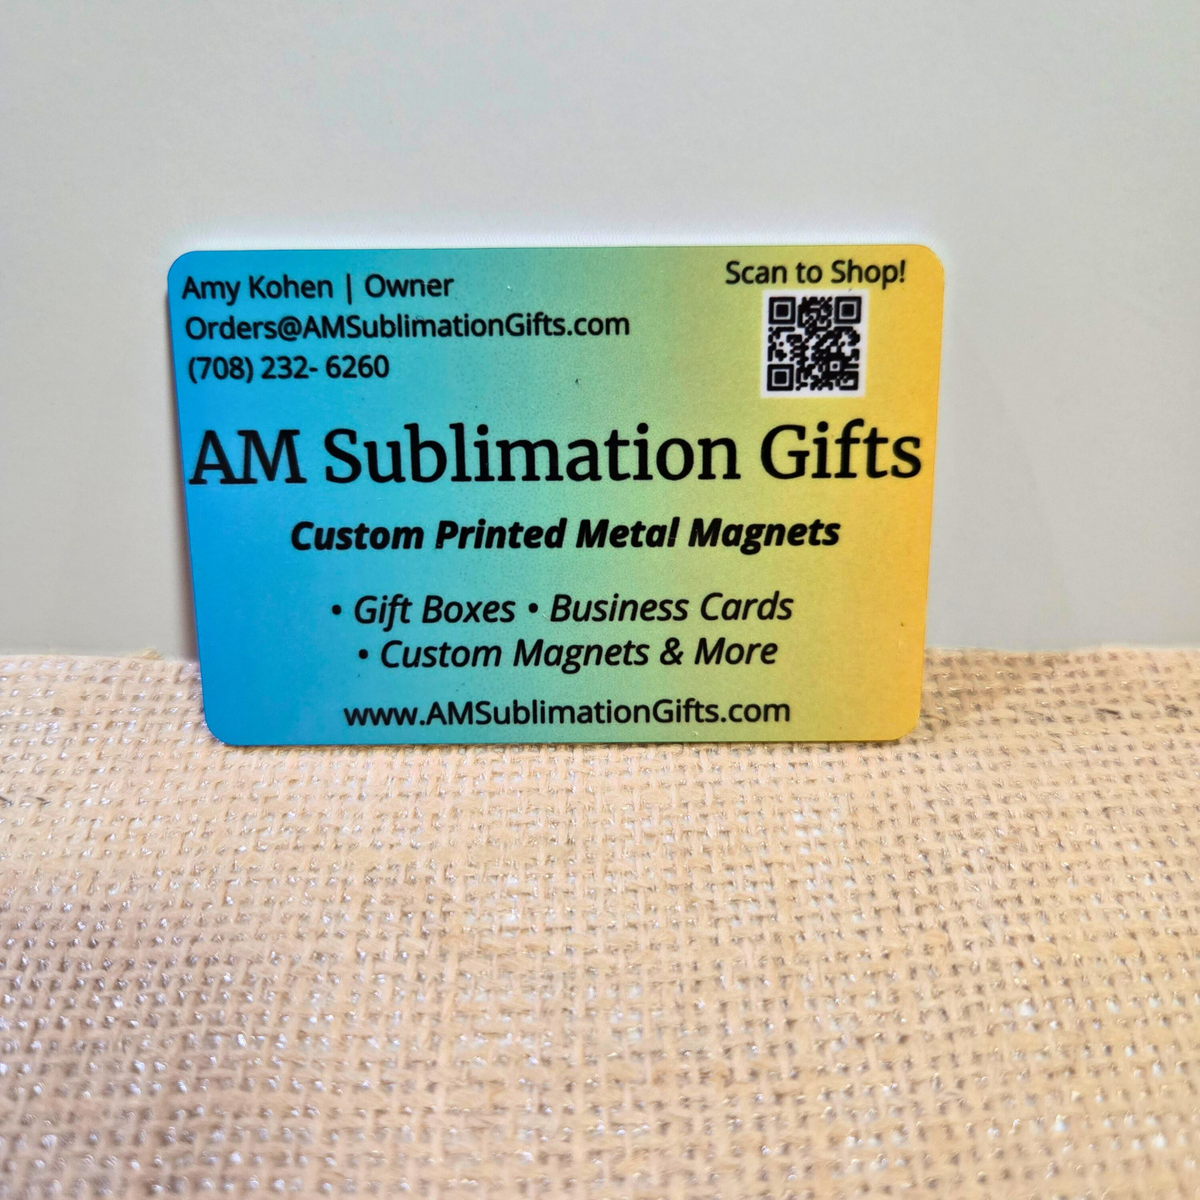 Amy Kohen | Owner
Orders@AMSublimationGifts.com
(708) 232- 6260
Scan to Shop!
AM Sublimation Gifts
Custom Printed Metal Magnets
• Gift Boxes • Business Cards
• Custom Magnets & More
www.AMSublimationGifts.com